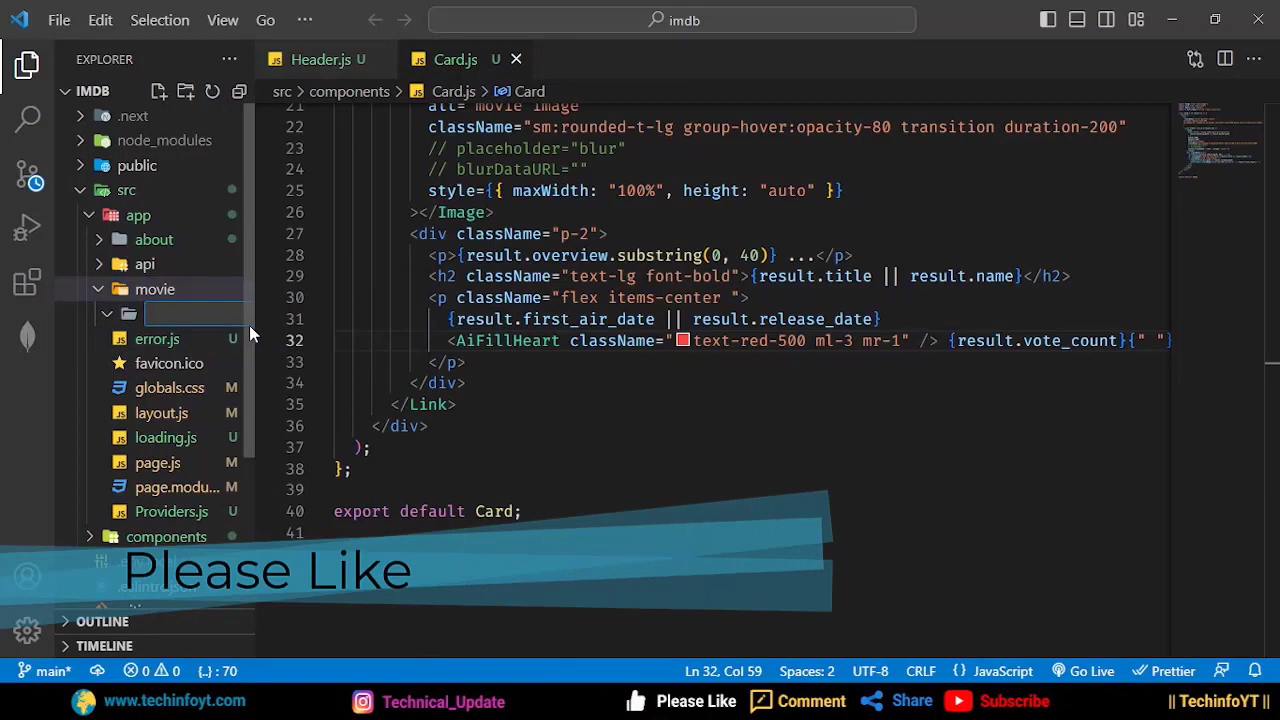 File Edit Selection View Go ··· imdb
EXPLORER ···
Header.js U
Card.js U
IMDB
src > components > Card.js > Card
.next
node_modules
public
src
app
about
api
movie
error.js U
favicon.ico
globals.css M
layout.js M
loading.js U
page.js M
page.modu... M
Providers.js U
components
OUTLINE
TIMELINE
21 alt="movie image"
22 className="sm:rounded-t-lg group-hover:opacity-80 transition duration-200"
23 // placeholder="blur"
24 // blurDataURL=""
25 style={{ maxWidth: "100%", height: "auto" }}
26 ></Image>
27 <div className="p-2">
28 <p>{result.overview.substring(0, 40)} ...</p>
29 <h2 className="text-lg font-bold">{result.title || result.name}</h2>
30 <p className="flex items-center ">
31 {result.first_air_date || result.release_date}
32 <AiFillHeart className="text-red-500 ml-3 mr-1" /> {result.vote_count}{" "}
33 </p>
34 </div>
35 </Link>
36 </div>
37 );
38 };
39
40 export default Card;
41
Please Like
main* 0 0 {..} : 70 Ln 32, Col 59 Spaces: 2 UTF-8 CRLF {} JavaScript Go Live Prettier
www.techinfoyt.com Technical_Update Please Like Comment Share Subscribe || TechinfoYT ||